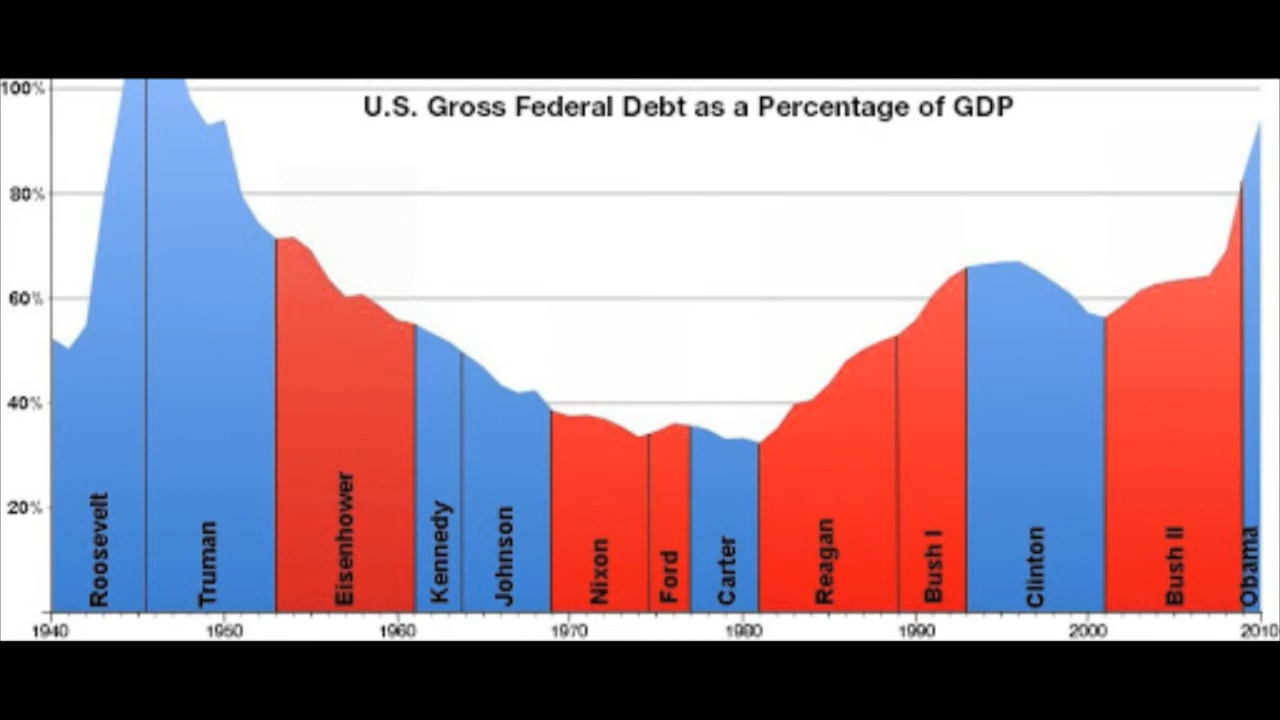 U.S. Gross Federal Debt as a Percentage of GDP
100%
80%
60%
40%
20%
Roosevelt
Truman
Eisenhower
Kennedy
Johnson
Nixon
Ford
Carter
Reagan
Bush I
Clinton
Bush II
Obama
1940 1950 1960 1970 1980 1990 2000 2010